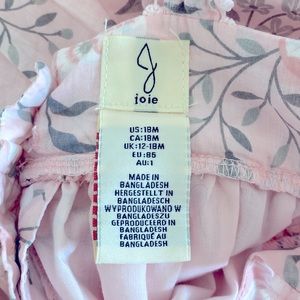 J
joie
US:18M
CA:18M
UK:12-18M
EU:86
AU:1
MADE IN
BANGLADESH
HERGESTELLT IN
BANGLADESCH
WYPRODUKOWANO W
BANGLADESZU
GEPRODUCEERD IN
BANGLADESH
FABRIQUÉ AU
BANGLADESH